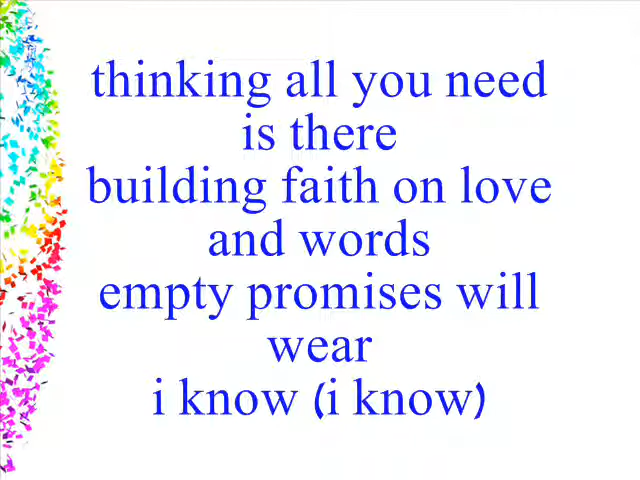 thinking all you need
is there
building faith on love
and words
empty promises will
wear
i know (i know)